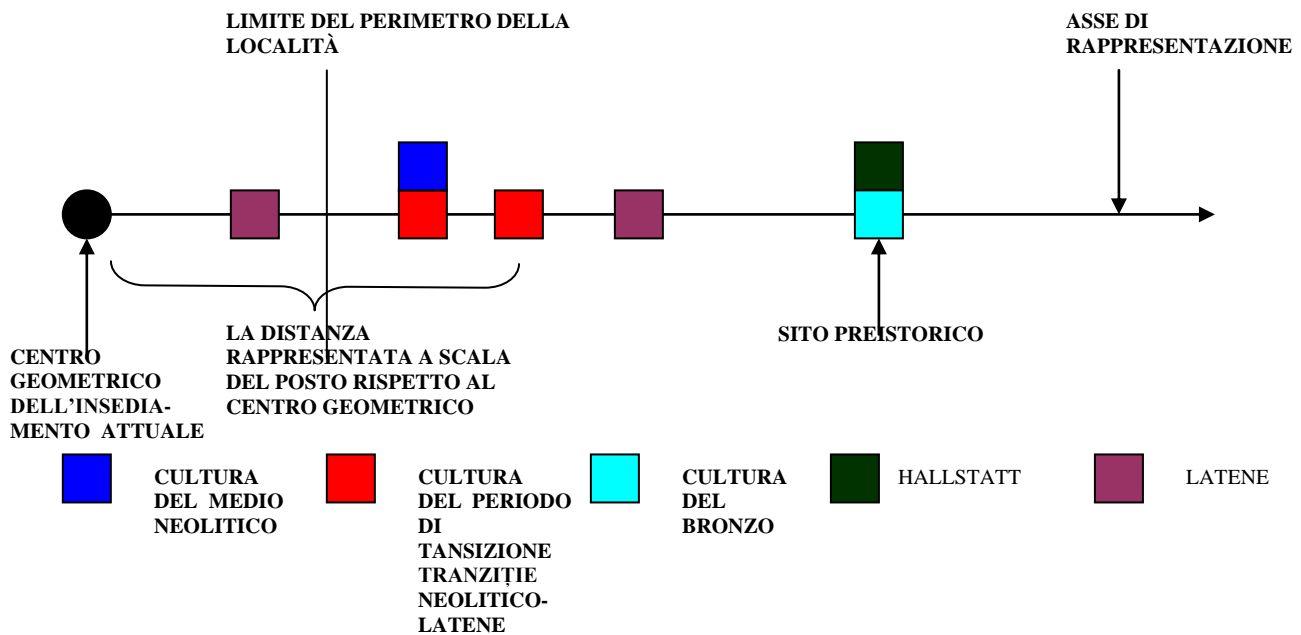 LIMITE DEL PERIMETRO DELLA
LOCALITÀ
ASSE DI
RAPPRESENTAZIONE
LA DISTANZA
RAPPRESENTATA A SCALA
DEL POSTO RISPETTO AL
CENTRO GEOMETRICO
SITO PREISTORICO
CENTRO
GEOMETRICO
DELL’INSEDIA-
MENTO ATTUALE
CULTURA
DEL MEDIO
NEOLITICO
CULTURA
DEL PERIODO
DI
TANSIZIONE
TRANZIȚIE
NEOLITICO-
LATENE
CULTURA
DEL
BRONZO
HALLSTATT
LATENE